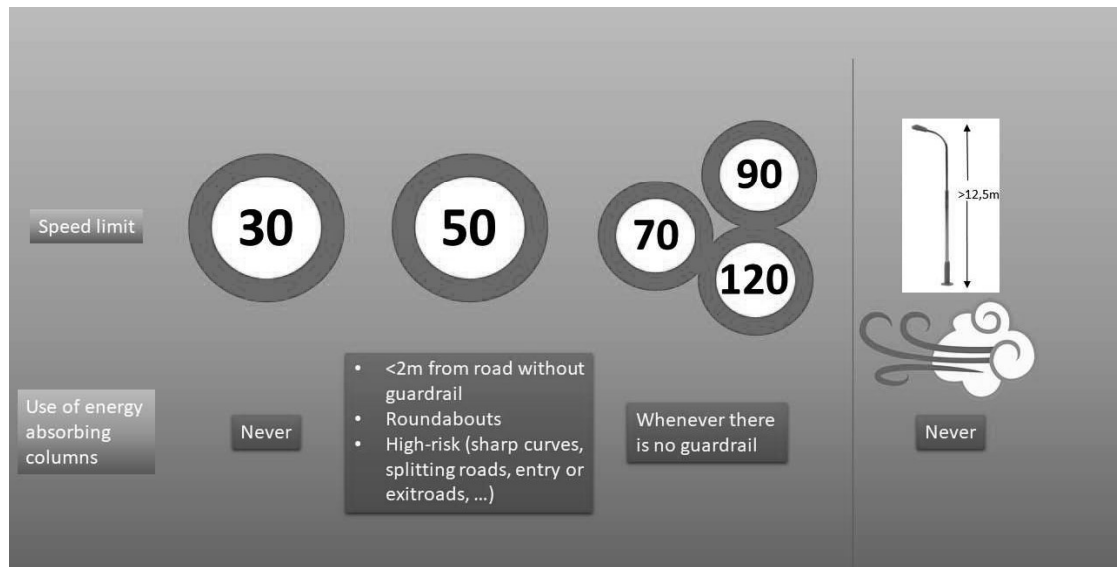 Speed limit
30
50
70
90
120
>12,5m
Use of energy
absorbing
columns
Never
• <2m from road without
guardrail
• Roundabouts
• High-risk (sharp curves,
splitting roads, entry or
exitroads, ...)
Whenever there
is no guardrail
Never